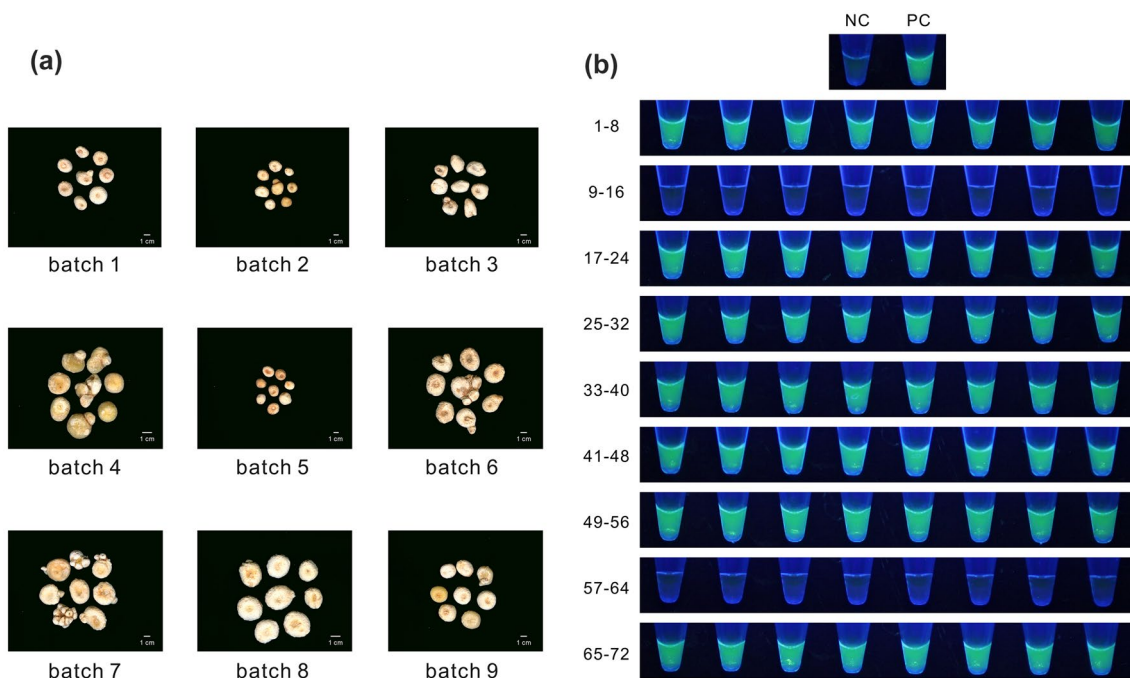 (a)
1 cm
1 cm
1 cm
batch 1
batch 2
batch 3
1 cm
1 cm
1 cm
batch 4
batch 5
batch 6
1 cm
1 cm
1 cm
batch 7
batch 8
batch 9
(b)
NC
PC
1-8
9-16
17-24
25-32
33-40
41-48
49-56
57-64
65-72